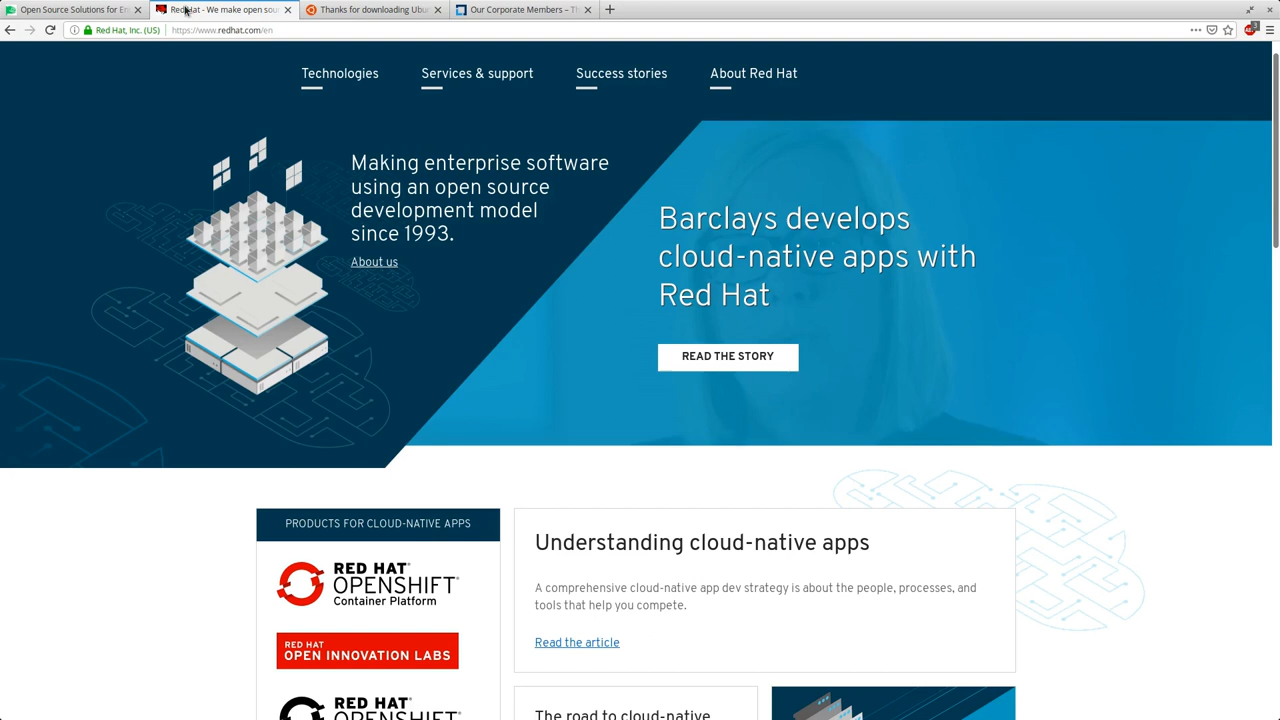 Open Source Solutions for En
Red Hat - We make open sour
Thanks for downloading Ubu
Our Corporate Members – Th
Red Hat, Inc. (US)
https://www.redhat.com/en
Technologies
Services & support
Success stories
About Red Hat
Making enterprise software
using an open source
development model
since 1993.
About us
Barclays develops
cloud-native apps with
Red Hat
READ THE STORY
PRODUCTS FOR CLOUD-NATIVE APPS
RED HAT®
OPENSHIFT®
Container Platform
RED HAT
OPEN INNOVATION LABS
RED HAT®
Understanding cloud-native apps
A comprehensive cloud-native app dev strategy is about the people, processes, and
tools that help you compete.
Read the article
The road to cloud-native